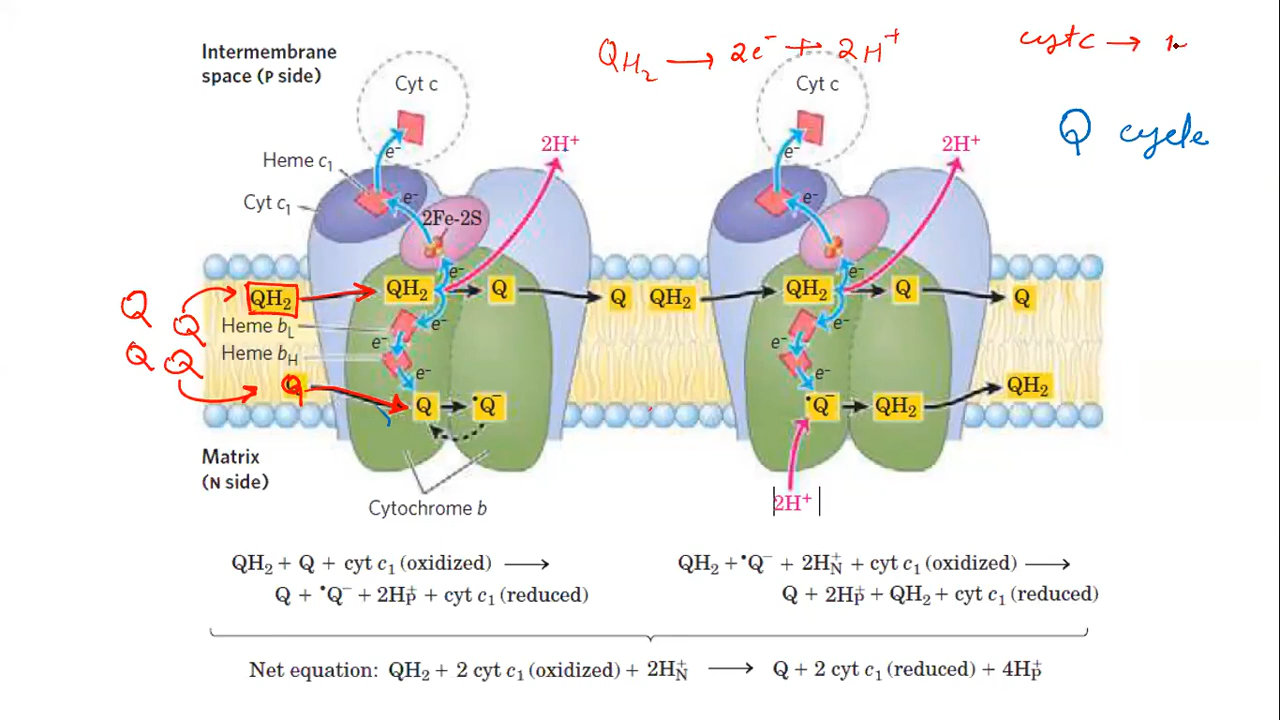 Intermembrane
space (P side)
QH₂ → 2e⁻ + 2H⁺
cytc →
Q cycle
Cyt c
Cyt c
2H⁺
2H⁺
e⁻
e⁻
Heme c₁
Cyt c₁
e⁻
e⁻
2Fe-2S
e⁻
e⁻
Q
Q
QH₂
QH₂
Q
Q
QH₂
QH₂
Q
Q
Heme bL
e⁻
e⁻
Q
Q
Heme bH
e⁻
e⁻
e⁻
e⁻
Q
QH₂
Q
•Q⁻
•Q⁻
QH₂
Matrix
(N side)
Cytochrome b
2H⁺
QH₂ + Q + cyt c₁ (oxidized) ⟶
Q + •Q⁻ + 2H⁺P + cyt c₁ (reduced)
QH₂ + •Q⁻ + 2H⁺N + cyt c₁ (oxidized) ⟶
Q + 2H⁺P + QH₂ + cyt c₁ (reduced)
Net equation: QH₂ + 2 cyt c₁ (oxidized) + 2H⁺N ⟶ Q + 2 cyt c₁ (reduced) + 4H⁺P